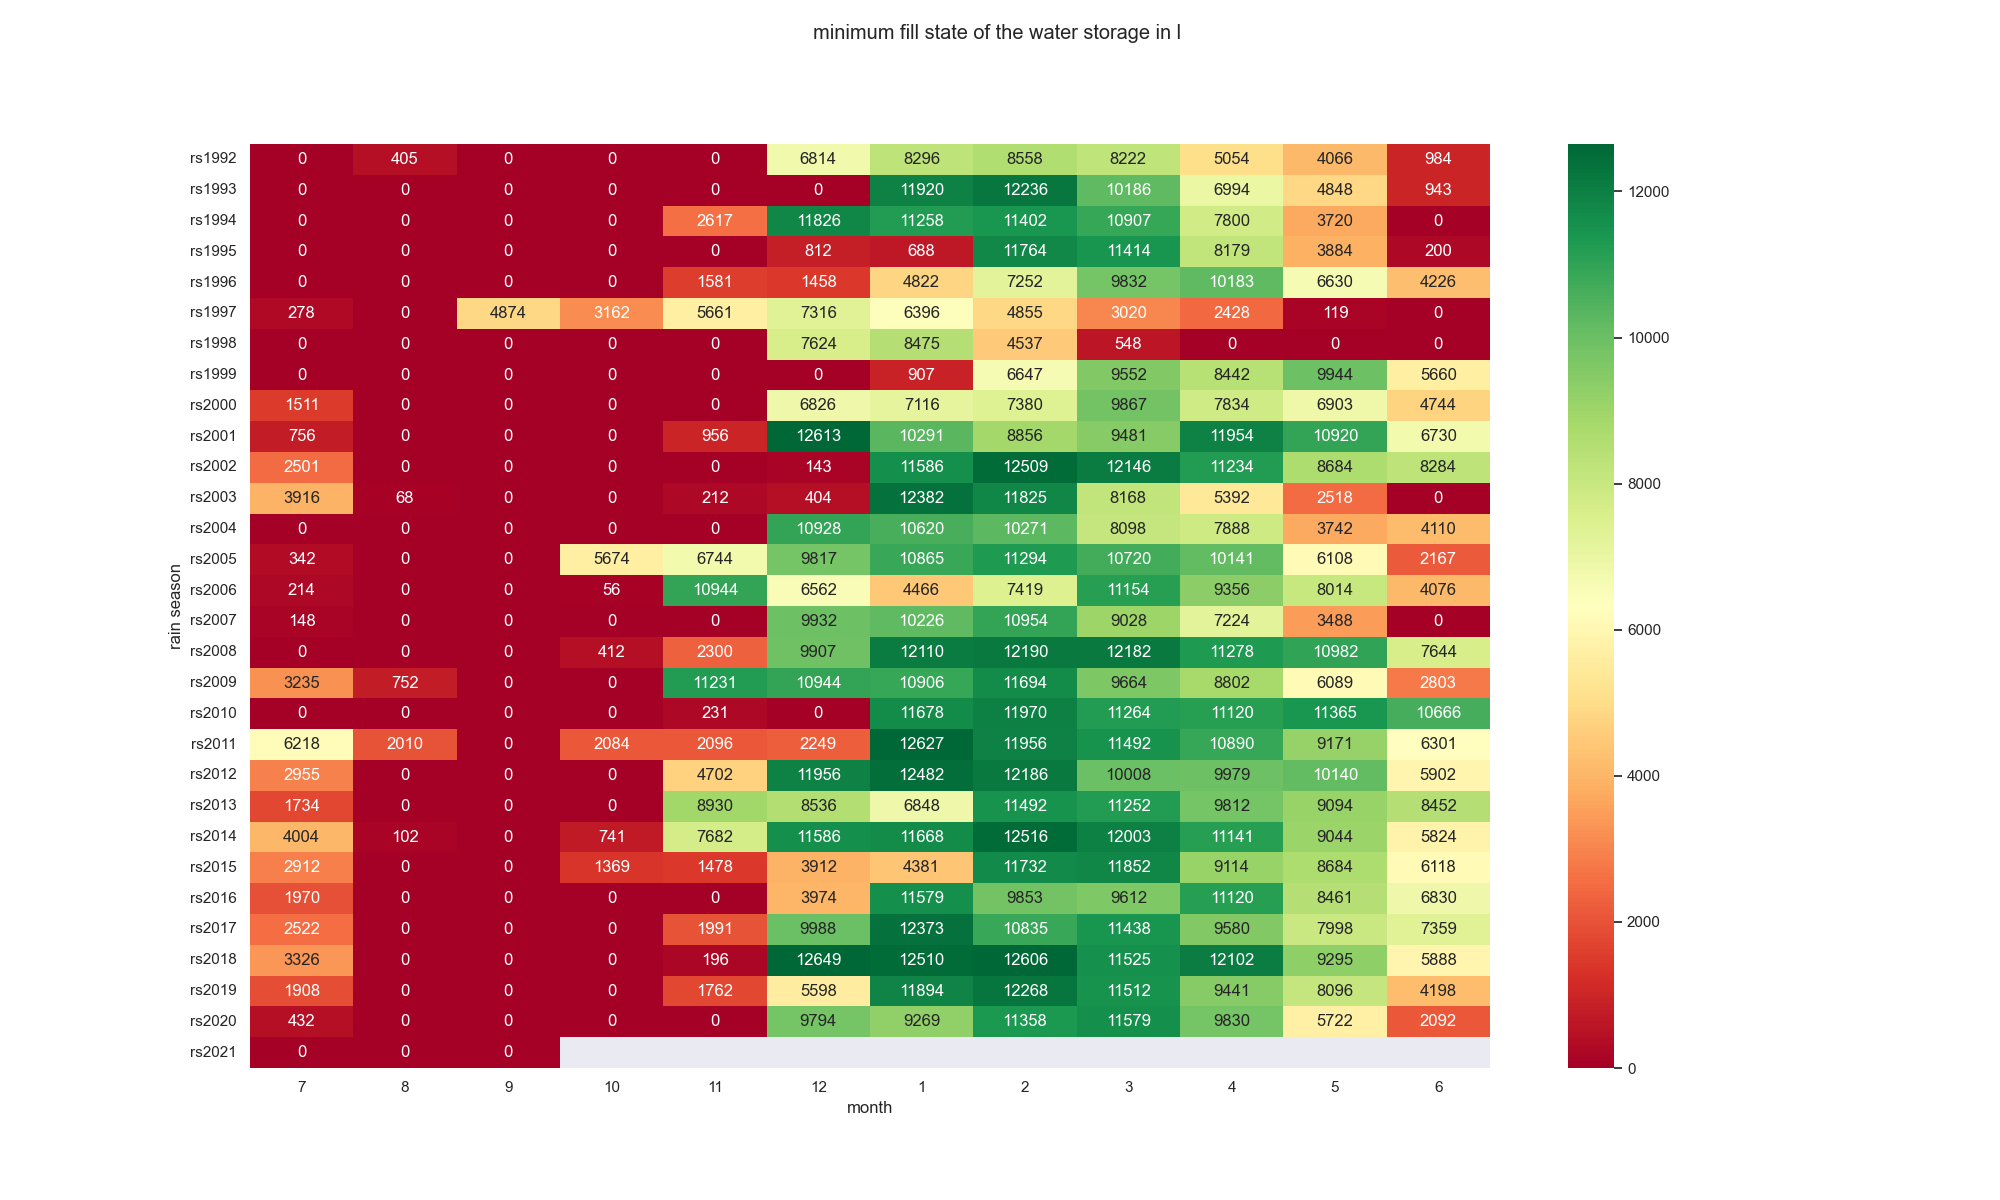 minimum fill state of the water storage in l
rs1992 0 405 0 0 0 6814 8296 8558 8222 5054 4066 984
rs1993 0 0 0 0 0 0 11920 12236 10186 6994 4848 943
rs1994 0 0 0 0 2617 11826 11258 11402 10907 7800 3720 0
rs1995 0 0 0 0 0 812 688 11764 11414 8179 3884 200
rs1996 0 0 0 0 1581 1458 4822 7252 9832 10183 6630 4226
rs1997 278 0 4874 3162 5661 7316 6396 4855 3020 2428 119 0
rs1998 0 0 0 0 0 7624 8475 4537 548 0 0 0
rs1999 0 0 0 0 0 0 907 6647 9552 8442 9944 5660
rs2000 1511 0 0 0 0 6826 7116 7380 9867 7834 6903 4744
rs2001 756 0 0 0 956 12613 10291 8856 9481 11954 10920 6730
rs2002 2501 0 0 0 0 143 11586 12509 12146 11234 8684 8284
rs2003 3916 68 0 0 212 404 12382 11825 8168 5392 2518 0
rs2004 0 0 0 0 0 10928 10620 10271 8098 7888 3742 4110
rs2005 342 0 0 5674 6744 9817 10865 11294 10720 10141 6108 2167
rs2006 214 0 0 56 10944 6562 4466 7419 11154 9356 8014 4076
rs2007 148 0 0 0 0 9932 10226 10954 9028 7224 3488 0
rs2008 0 0 0 412 2300 9907 12110 12190 12182 11278 10982 7644
rs2009 3235 752 0 0 11231 10944 10906 11694 9664 8802 6089 2803
rs2010 0 0 0 0 231 0 11678 11970 11264 11120 11365 10666
rs2011 6218 2010 0 2084 2096 2249 12627 11956 11492 10890 9171 6301
rs2012 2955 0 0 0 4702 11956 12482 12186 10008 9979 10140 5902
rs2013 1734 0 0 0 8930 8536 6848 11492 11252 9812 9094 8452
rs2014 4004 102 0 741 7682 11586 11668 12516 12003 11141 9044 5824
rs2015 2912 0 0 1369 1478 3912 4381 11732 11852 9114 8684 6118
rs2016 1970 0 0 0 0 3974 11579 9853 9612 11120 8461 6830
rs2017 2522 0 0 0 1991 9988 12373 10835 11438 9580 7998 7359
rs2018 3326 0 0 0 196 12649 12510 12606 11525 12102 9295 5888
rs2019 1908 0 0 0 1762 5598 11894 12268 11512 9441 8096 4198
rs2020 432 0 0 0 0 9794 9269 11358 11579 9830 5722 2092
rs2021 0 0 0
7 8 9 10 11 12 1 2 3 4 5 6
month
rain season
12000
10000
8000
6000
4000
2000
0